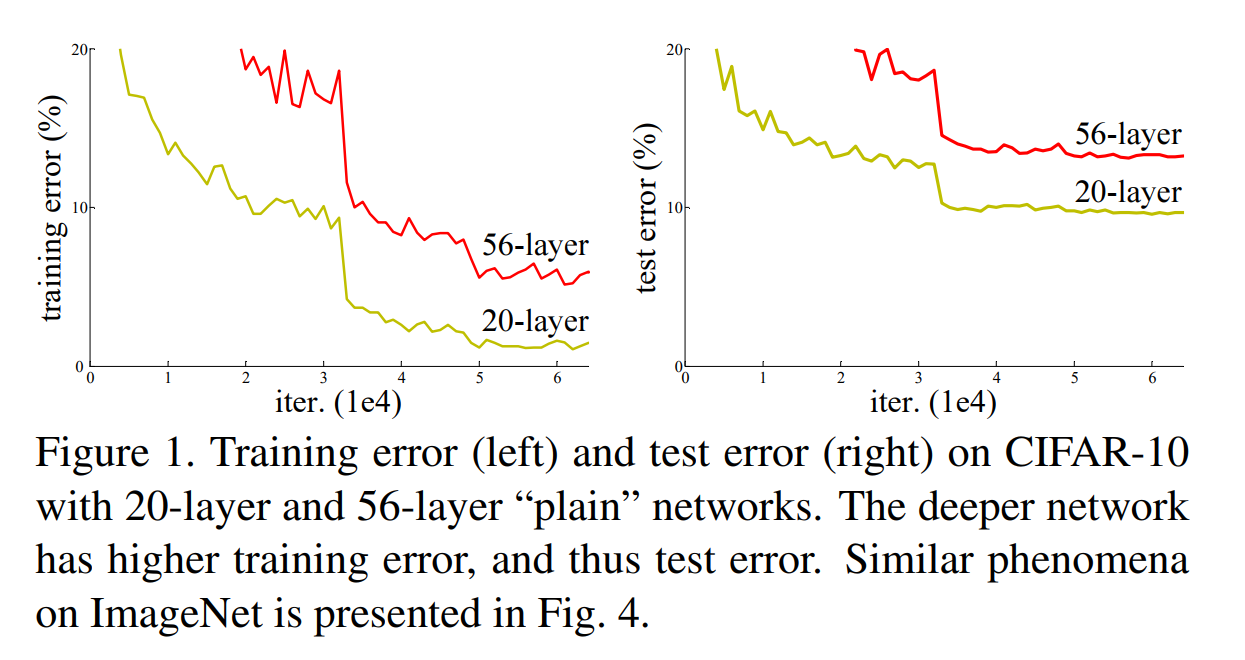 training error (%)
20
10
0
0 1 2 3 4 5 6
iter. (1e4)
56-layer
20-layer
test error (%)
20
10
0
0 1 2 3 4 5 6
iter. (1e4)
56-layer
20-layer
Figure 1. Training error (left) and test error (right) on CIFAR-10
with 20-layer and 56-layer “plain” networks. The deeper network
has higher training error, and thus test error. Similar phenomena
on ImageNet is presented in Fig. 4.